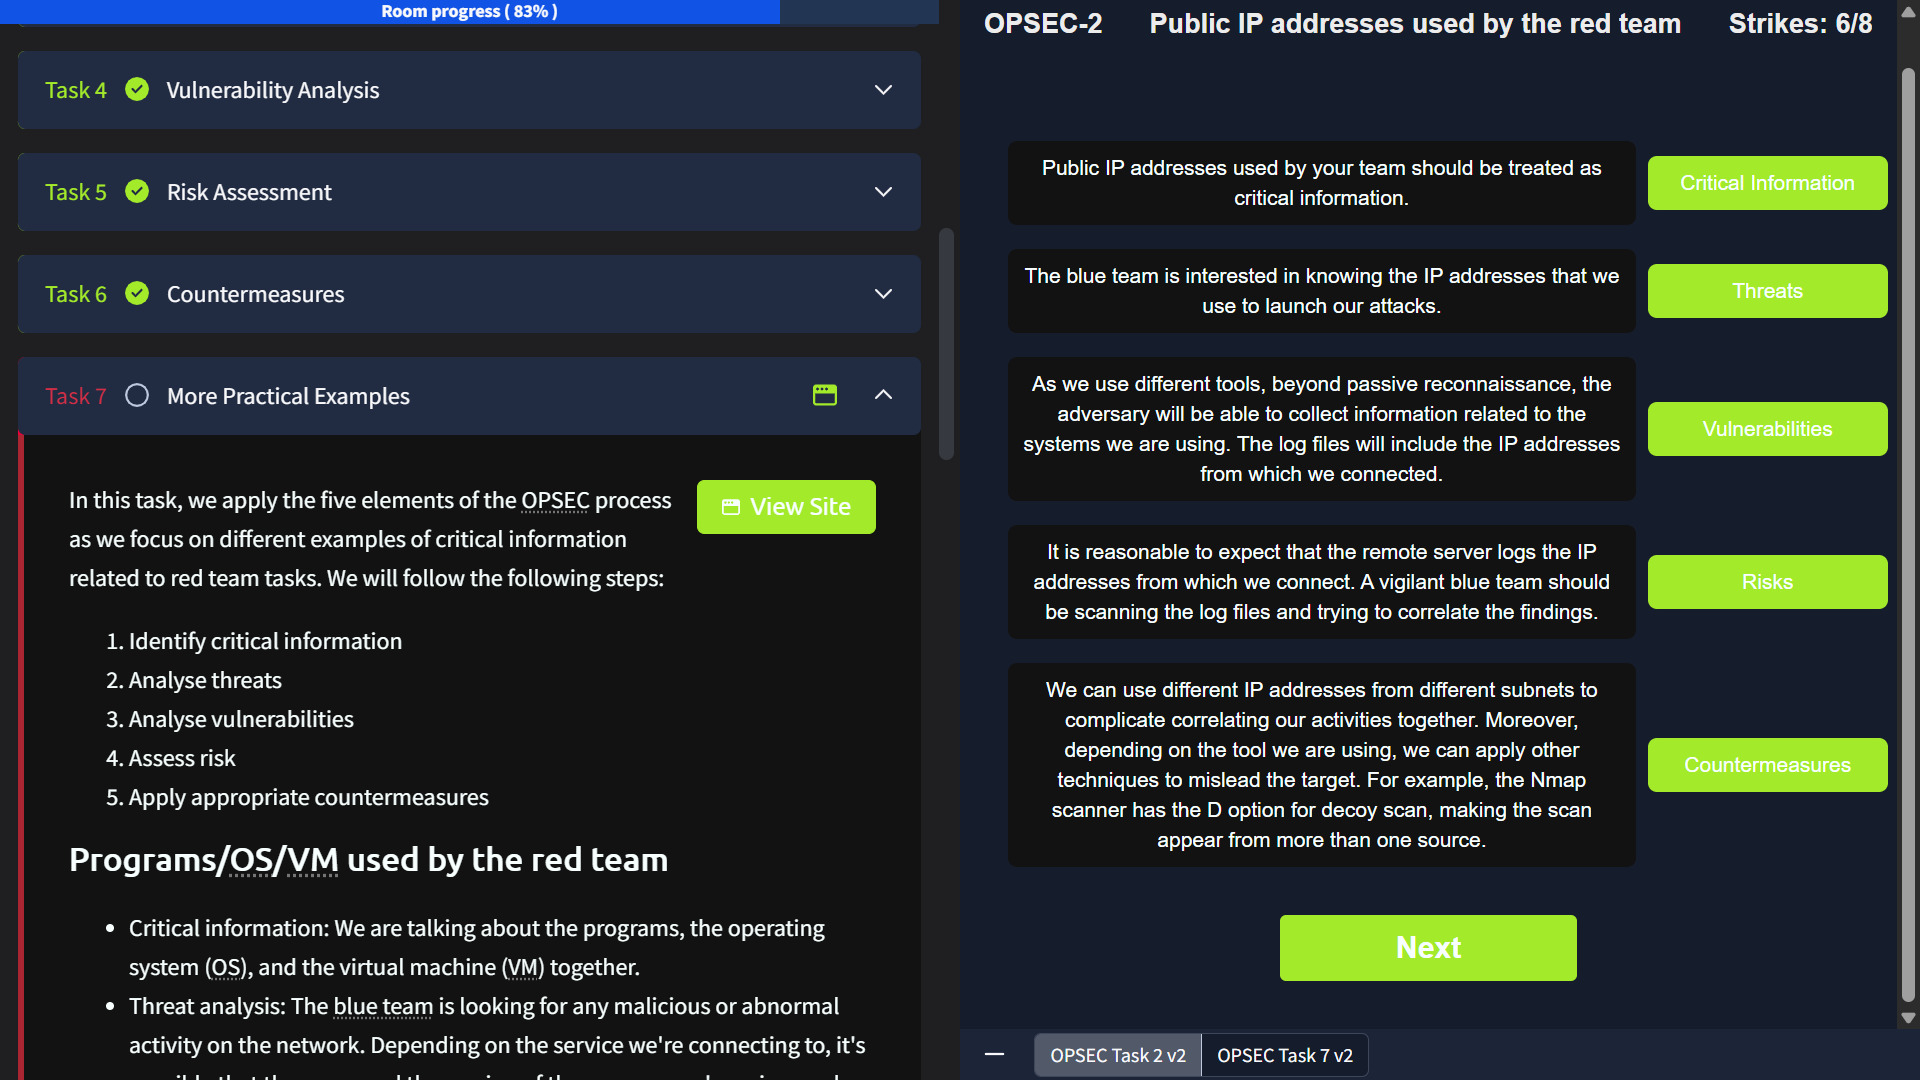 Room progress ( 83% )
Task 4 Vulnerability Analysis
Task 5 Risk Assessment
Task 6 Countermeasures
Task 7 More Practical Examples
In this task, we apply the five elements of the OPSEC process
as we focus on different examples of critical information
related to red team tasks. We will follow the following steps:
View Site
1. Identify critical information
2. Analyse threats
3. Analyse vulnerabilities
4. Assess risk
5. Apply appropriate countermeasures
Programs/OS/VM used by the red team
• Critical information: We are talking about the programs, the operating
system (OS), and the virtual machine (VM) together.
• Threat analysis: The blue team is looking for any malicious or abnormal
activity on the network. Depending on the service we're connecting to, it's
OPSEC-2 Public IP addresses used by the red team Strikes: 6/8
Public IP addresses used by your team should be treated as
critical information.
Critical Information
The blue team is interested in knowing the IP addresses that we
use to launch our attacks.
Threats
As we use different tools, beyond passive reconnaissance, the
adversary will be able to collect information related to the
systems we are using. The log files will include the IP addresses
from which we connected.
Vulnerabilities
It is reasonable to expect that the remote server logs the IP
addresses from which we connect. A vigilant blue team should
be scanning the log files and trying to correlate the findings.
Risks
We can use different IP addresses from different subnets to
complicate correlating our activities together. Moreover,
depending on the tool we are using, we can apply other
techniques to mislead the target. For example, the Nmap
scanner has the D option for decoy scan, making the scan
appear from more than one source.
Countermeasures
Next
OPSEC Task 2 v2 OPSEC Task 7 v2